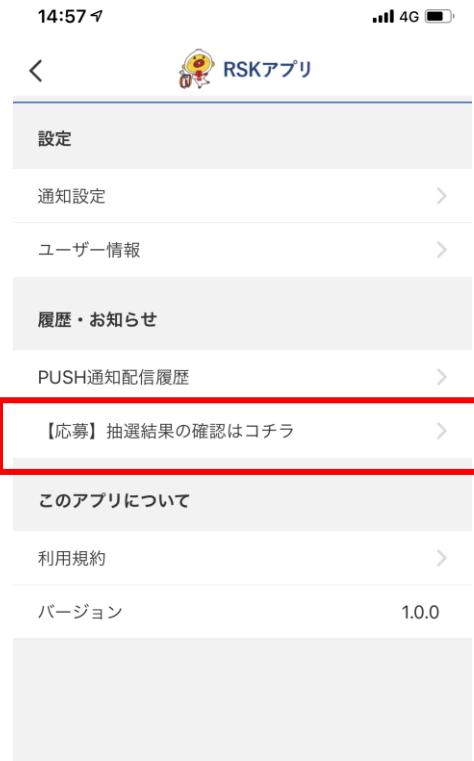 14:57
4G
RSKアプリ
設定
通知設定
ユーザー情報
履歴・お知らせ
PUSH通知配信履歴
【応募】抽選結果の確認はコチラ
このアプリについて
利用規約
バージョン 1.0.0